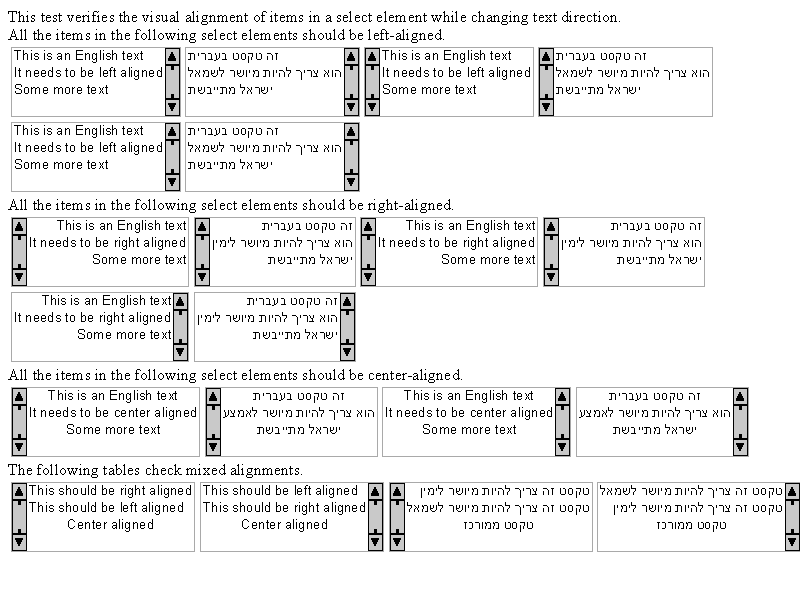 This test verifies the visual alignment of items in a select element while changing text direction.
All the items in the following select elements should be left-aligned.
This is an English text
It needs to be left aligned
Some more text
זה טקסט בעברית
הוא צריך להיות מיושר לשמאל
ישראל מתייבשת
This is an English text
It needs to be left aligned
Some more text
זה טקסט בעברית
הוא צריך להיות מיושר לשמאל
ישראל מתייבשת
This is an English text
It needs to be left aligned
Some more text
זה טקסט בעברית
הוא צריך להיות מיושר לשמאל
ישראל מתייבשת
All the items in the following select elements should be right-aligned.
This is an English text
It needs to be right aligned
Some more text
זה טקסט בעברית
הוא צריך להיות מיושר לימין
ישראל מתייבשת
This is an English text
It needs to be right aligned
Some more text
זה טקסט בעברית
הוא צריך להיות מיושר לימין
ישראל מתייבשת
This is an English text
It needs to be right aligned
Some more text
זה טקסט בעברית
הוא צריך להיות מיושר לימין
ישראל מתייבשת
All the items in the following select elements should be center-aligned.
This is an English text
It needs to be center aligned
Some more text
זה טקסט בעברית
הוא צריך להיות מיושר לאמצע
ישראל מתייבשת
This is an English text
It needs to be center aligned
Some more text
זה טקסט בעברית
הוא צריך להיות מיושר לאמצע
ישראל מתייבשת
The following tables check mixed alignments.
This should be right aligned
This should be left aligned
Center aligned
This should be left aligned
This should be right aligned
Center aligned
טקסט זה צריך להיות מיושר לימין
טקסט זה צריך להיות מיושר לשמאל
טקסט ממורכז
טקסט זה צריך להיות מיושר לשמאל
טקסט זה צריך להיות מיושר לימין
טקסט ממורכז